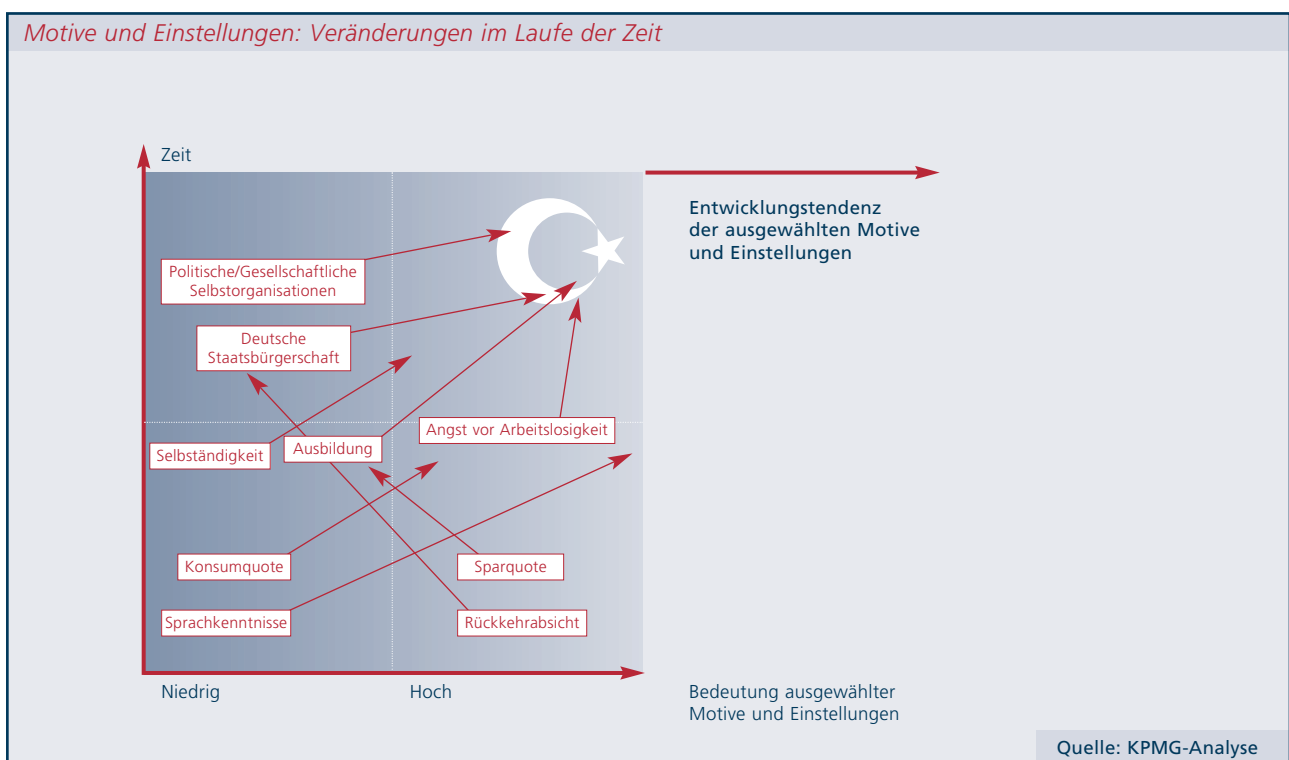 Motive und Einstellungen: Veränderungen im Laufe der Zeit
Zeit
Entwicklungstendenz
der ausgewählten Motive
und Einstellungen
Politische/Gesellschaftliche
Selbstorganisationen
Deutsche
Staatsbürgerschaft
Angst vor Arbeitslosigkeit
Selbständigkeit
Ausbildung
Konsumquote
Sparquote
Sprachkenntnisse
Rückkehrabsicht
Niedrig
Hoch
Bedeutung ausgewählter
Motive und Einstellungen
Quelle: KPMG-Analyse